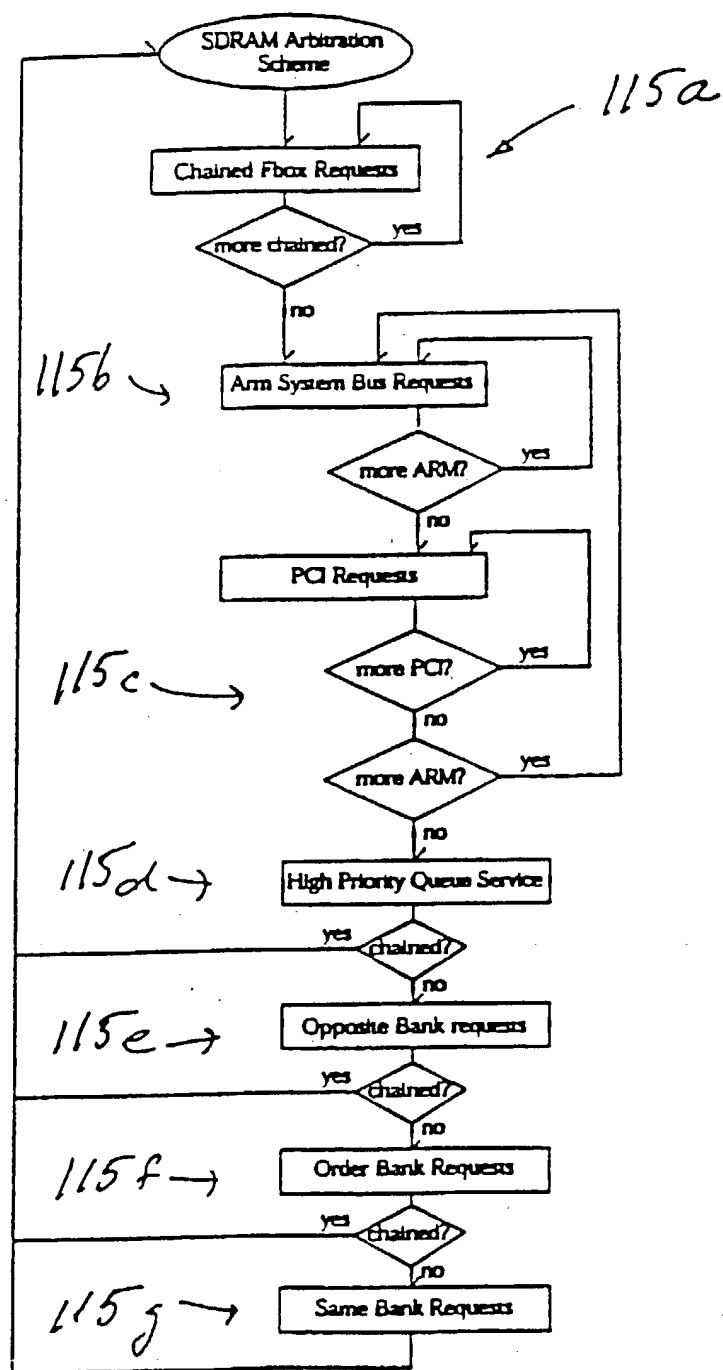 SDRAM Arbitration
Scheme
115a
Chained Fbox Requests
more chained?
yes
no
115b
Arm System Bus Requests
more ARM?
yes
no
PCI Requests
115c
more PCI?
yes
no
more ARM?
yes
no
115d
High Priority Queue Service
yes
chained?
no
115e
Opposite Bank requests
yes
chained?
no
115f
Order Bank Requests
yes
chained?
no
115g
Same Bank Requests